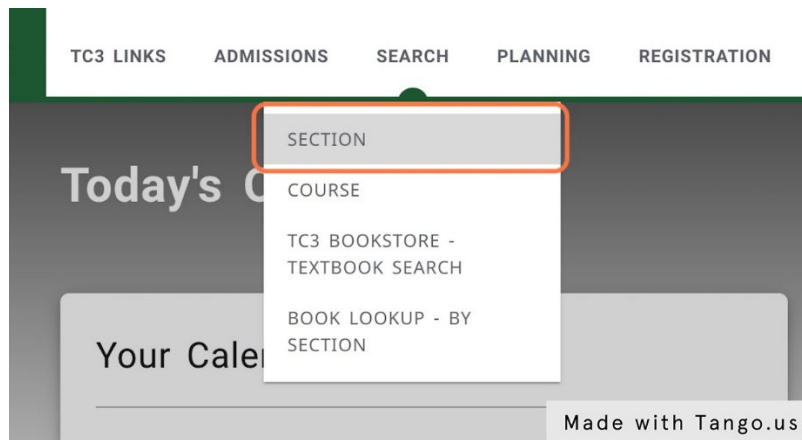 TC3 LINKS ADMISSIONS SEARCH PLANNING REGISTRATION
SECTION
Today's
COURSE
TC3 BOOKSTORE -
TEXTBOOK SEARCH
BOOK LOOKUP - BY
SECTION
Your
Made with Tango.us